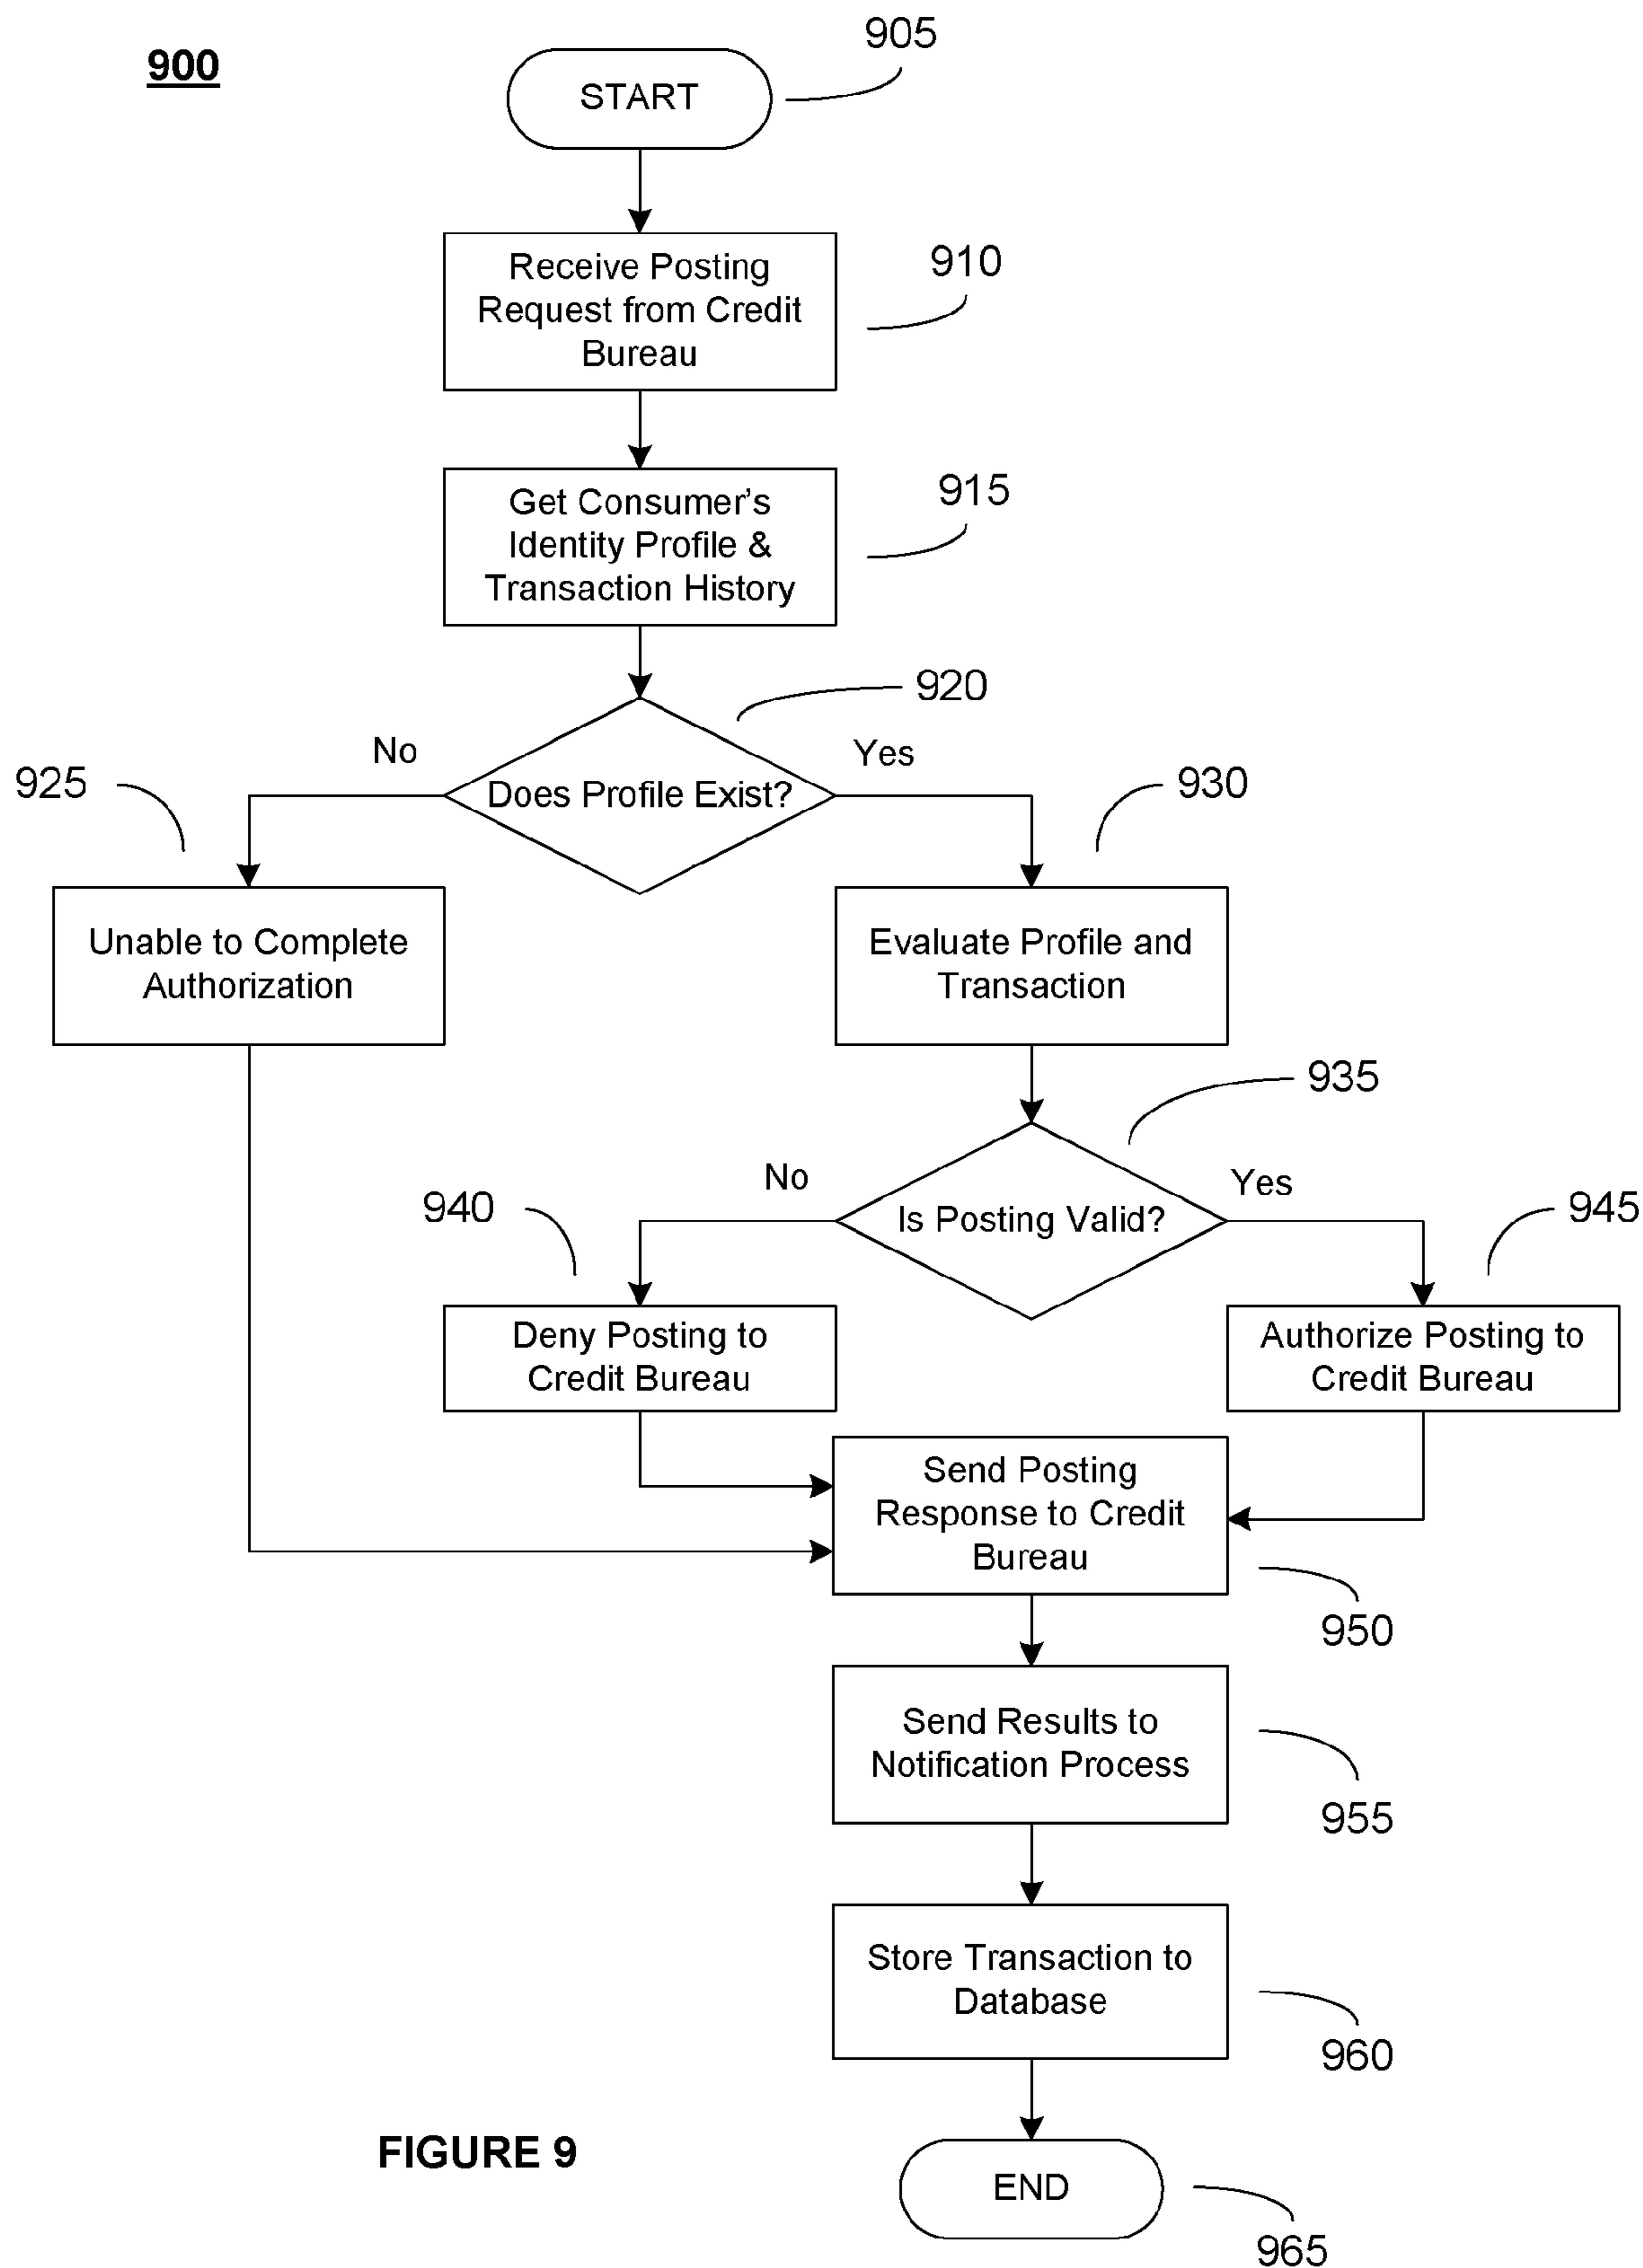 905
900
START
Receive Posting
Request from Credit
Bureau
910
Get Consumer's
Identity Profile &
Transaction History
915
920
No
Yes
Does Profile Exist?
925
930
Unable to Complete
Authorization
Evaluate Profile and
Transaction
935
No
Yes
Is Posting Valid?
940
945
Deny Posting to
Credit Bureau
Authorize Posting to
Credit Bureau
Send Posting
Response to Credit
Bureau
950
Send Results to
Notification Process
955
Store Transaction to
Database
960
FIGURE 9
END
965